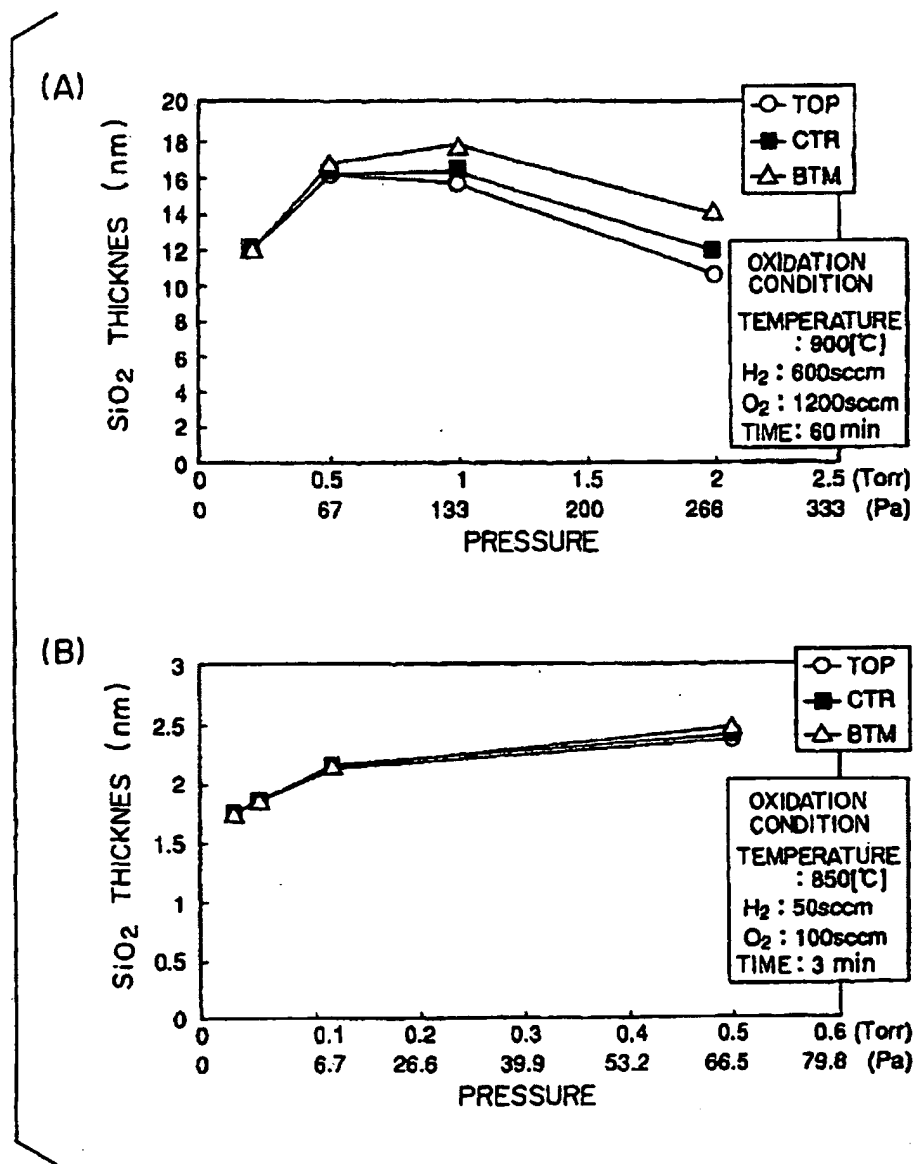 (A)
SiO2 THICKNES (nm)
20
18
16
14
12
10
8
6
4
2
0
TOP
CTR
BTM
OXIDATION
CONDITION
TEMPERATURE
: 900[℃]
H2 : 600sccm
O2 : 1200sccm
TIME : 60 min
0 0.5 1 1.5 2 2.5 (Torr)
0 67 133 200 266 333 (Pa)
PRESSURE
(B)
SiO2 THICKNES (nm)
3
2.5
2
1.5
1
0.5
0
TOP
CTR
BTM
OXIDATION
CONDITION
TEMPERATURE
: 850[℃]
H2 : 50sccm
O2 : 100sccm
TIME : 3 min
0 0.1 0.2 0.3 0.4 0.5 0.6 (Torr)
0 6.7 26.6 39.9 53.2 66.5 79.8 (Pa)
PRESSURE